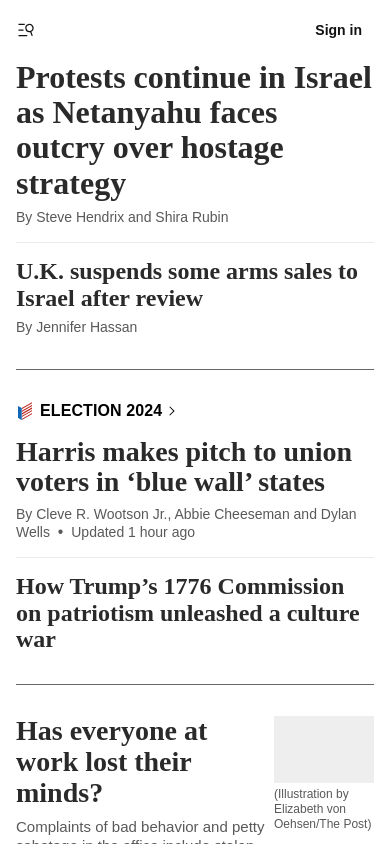 Sign in
Protests continue in Israel
as Netanyahu faces
outcry over hostage
strategy
By Steve Hendrix and Shira Rubin
U.K. suspends some arms sales to
Israel after review
By Jennifer Hassan
ELECTION 2024
Harris makes pitch to union
voters in ‘blue wall’ states
By Cleve R. Wootson Jr., Abbie Cheeseman and Dylan
Wells • Updated 1 hour ago
How Trump’s 1776 Commission
on patriotism unleashed a culture
war
Has everyone at
work lost their
minds?
(Illustration by
Elizabeth von
Oehsen/The Post)
Complaints of bad behavior and petty
sabotage in the office include stolen